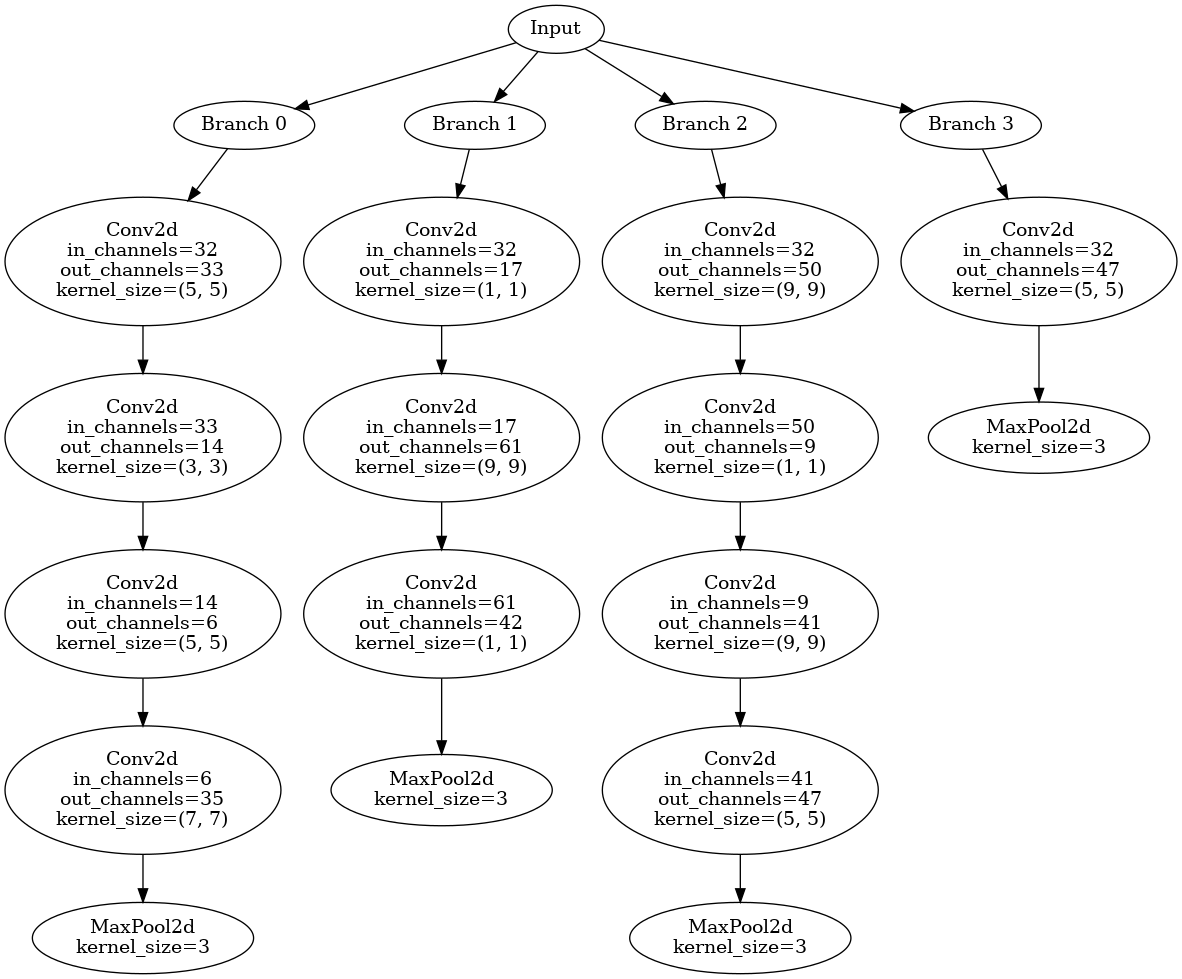 Input
Branch 0
Branch 1
Branch 2
Branch 3
Conv2d
in_channels=32
out_channels=33
kernel_size=(5, 5)
Conv2d
in_channels=32
out_channels=17
kernel_size=(1, 1)
Conv2d
in_channels=32
out_channels=50
kernel_size=(9, 9)
Conv2d
in_channels=32
out_channels=47
kernel_size=(5, 5)
Conv2d
in_channels=33
out_channels=14
kernel_size=(3, 3)
Conv2d
in_channels=17
out_channels=61
kernel_size=(9, 9)
Conv2d
in_channels=50
out_channels=9
kernel_size=(1, 1)
MaxPool2d
kernel_size=3
Conv2d
in_channels=14
out_channels=6
kernel_size=(5, 5)
Conv2d
in_channels=61
out_channels=42
kernel_size=(1, 1)
Conv2d
in_channels=9
out_channels=41
kernel_size=(9, 9)
Conv2d
in_channels=6
out_channels=35
kernel_size=(7, 7)
MaxPool2d
kernel_size=3
Conv2d
in_channels=41
out_channels=47
kernel_size=(5, 5)
MaxPool2d
kernel_size=3
MaxPool2d
kernel_size=3